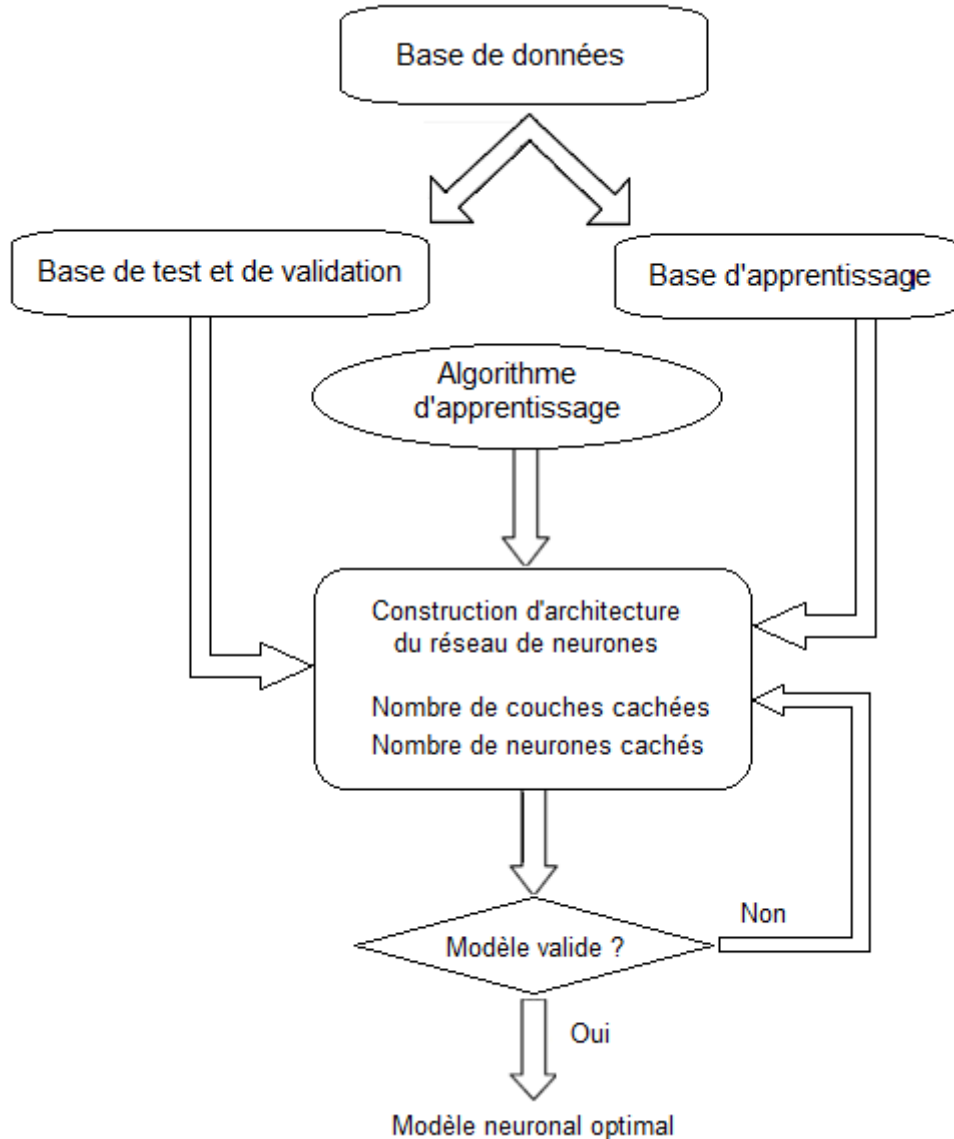 Base de données
Base de test et de validation
Base d'apprentissage
Algorithme
d'apprentissage
Construction d'architecture
du réseau de neurones
Nombre de couches cachées
Nombre de neurones cachés
Modèle valide ?
Non
Oui
Modèle neuronal optimal